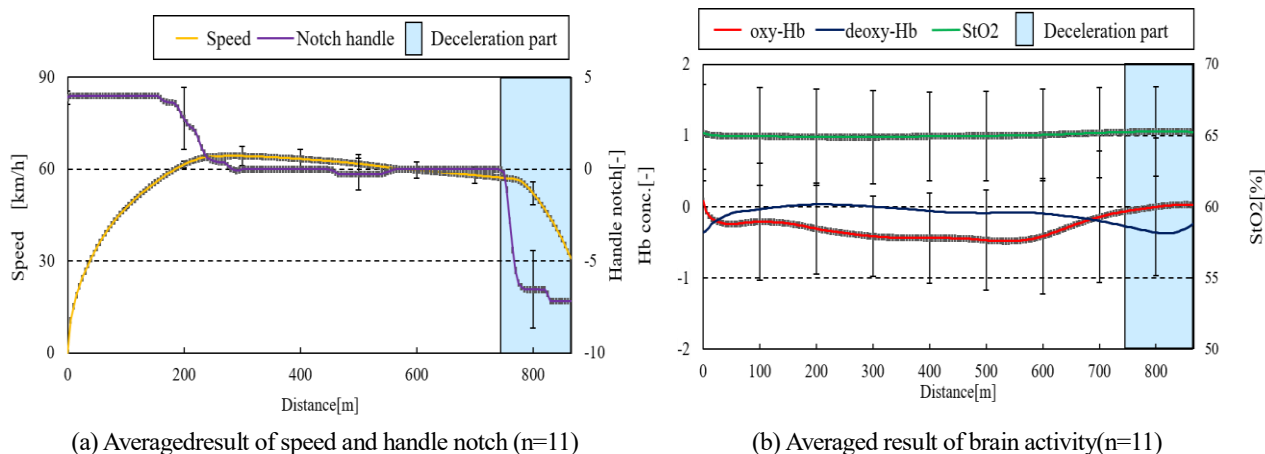 Speed Notch handle Deceleration part
90
60
30
0
Speed [km/h]
5
0
-5
-10
Handle notch[-]
0 200 400 600 800
Distance[m]
(a) Averagedresult of speed and handle notch (n=11)
oxy-Hb deoxy-Hb StO2 Deceleration part
2
1
0
-1
-2
Hb conc.[-]
70
65
60
55
50
StO2[%]
0 100 200 300 400 500 600 700 800
Distance[m]
(b) Averaged result of brain activity(n=11)